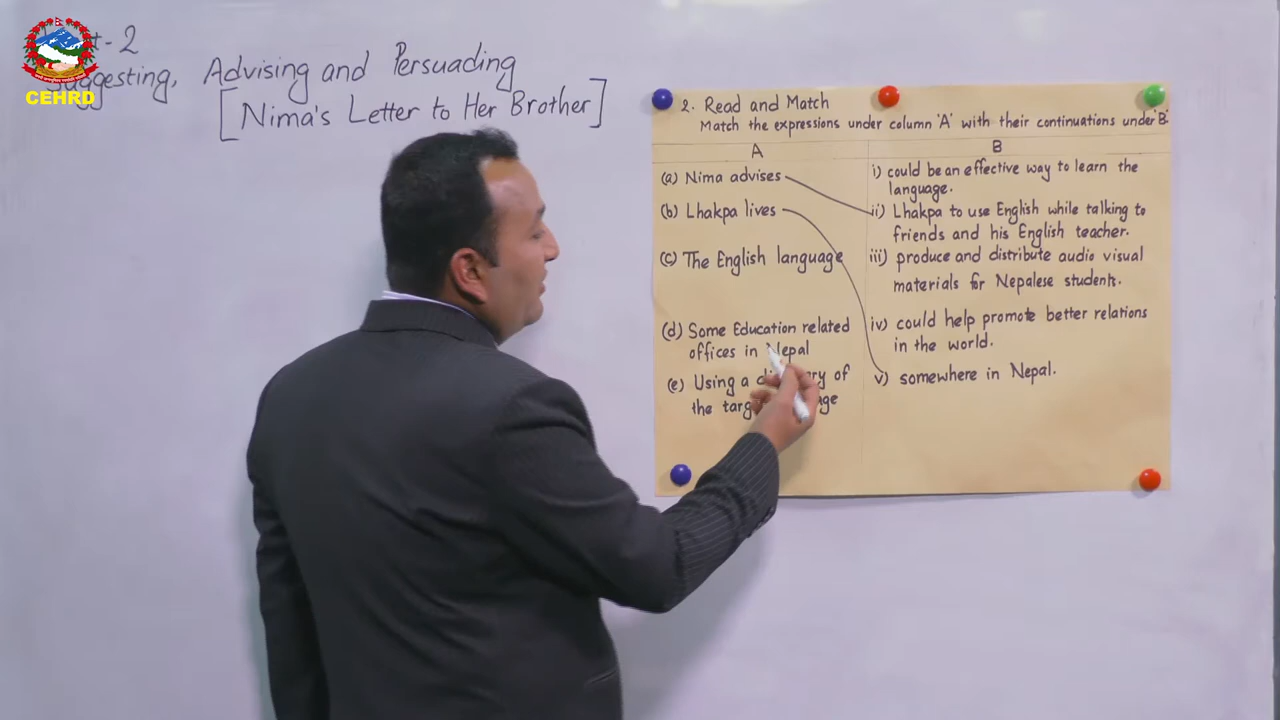 -2
Suggesting, Advising and Persuading
[Nima's Letter to Her Brother]
CEHRD
2. Read and Match
Match the expressions under column 'A' with their continuations under 'B'.
A
(a) Nima advises
(b) Lhakpa lives
(c) The English language
(d) Some Education related
offices in Nepal
(e) Using a of
the
B
i) could be an effective way to learn the
language.
ii) Lhakpa to use English while talking to
friends and his English teacher.
iii) produce and distribute audio visual
materials for Nepalese students.
iv) could help promote better relations
in the world.
v) somewhere in Nepal.